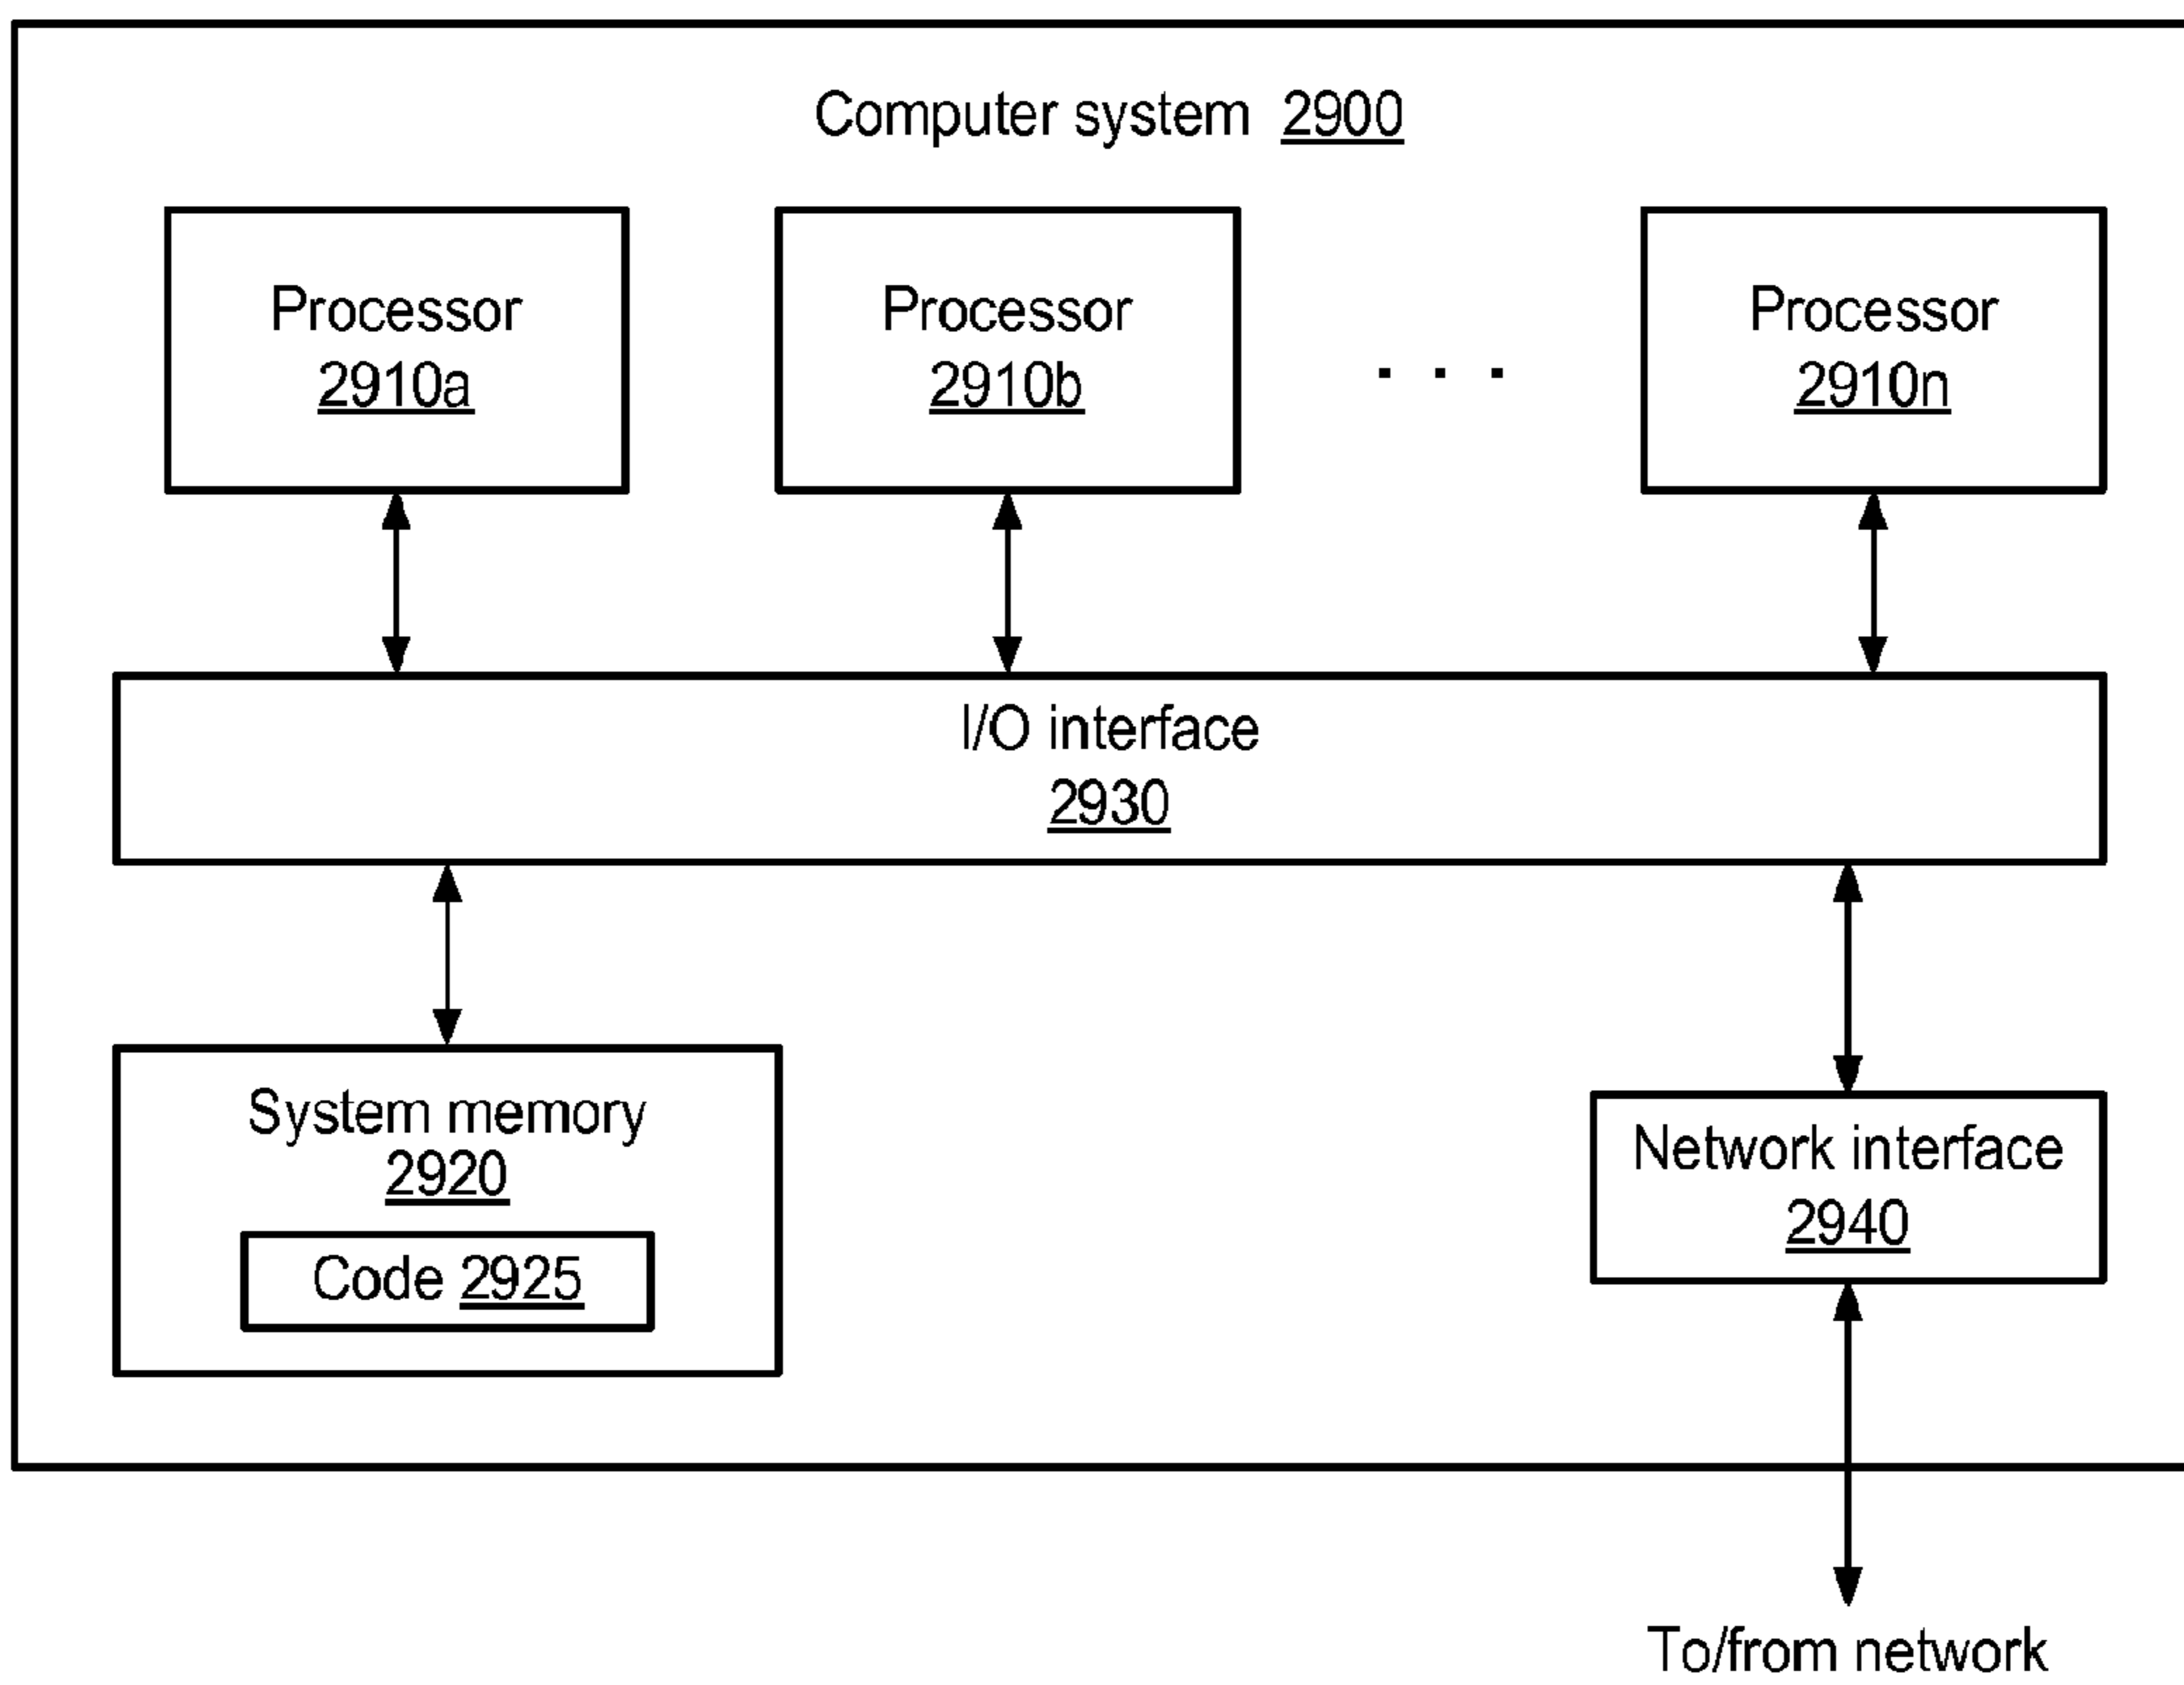 Computer system 2900
Processor
2910a
Processor
2910b
. . .
Processor
2910n
I/O interface
2930
System memory
2920
Code 2925
Network interface
2940
To/from network